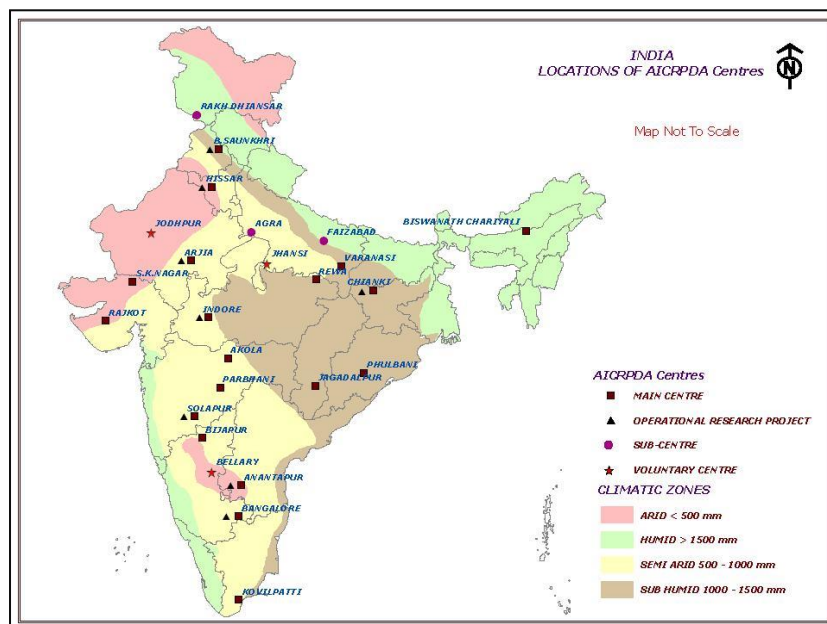 INDIA
LOCATIONS OF AICRPDA Centres
N
Map Not To Scale
RAKH DHIANSAR
B.SAUNKHRI
HISSAR
JODHPUR
AGRA
FAIZABAD
BISWANATH CHARIYALI
ARJIA
JHANSI
VARANASI
S.K.NAGAR
REWA
CHIANKI
RAJKOT
INDORE
AKOLA
PHULBANI
PARBHANI
JAGADALPUR
SOLAPUR
BIJAPUR
BELLARY
ANANTAPUR
BANGALORE
KOVILPATTI
AICRPDA Centres
MAIN CENTRE
OPERATIONAL RESEARCH PROJECT
SUB-CENTRE
VOLUNTARY CENTRE
CLIMATIC ZONES
ARID < 500 mm
HUMID > 1500 mm
SEMI ARID 500 - 1000 mm
SUB HUMID 1000 - 1500 mm